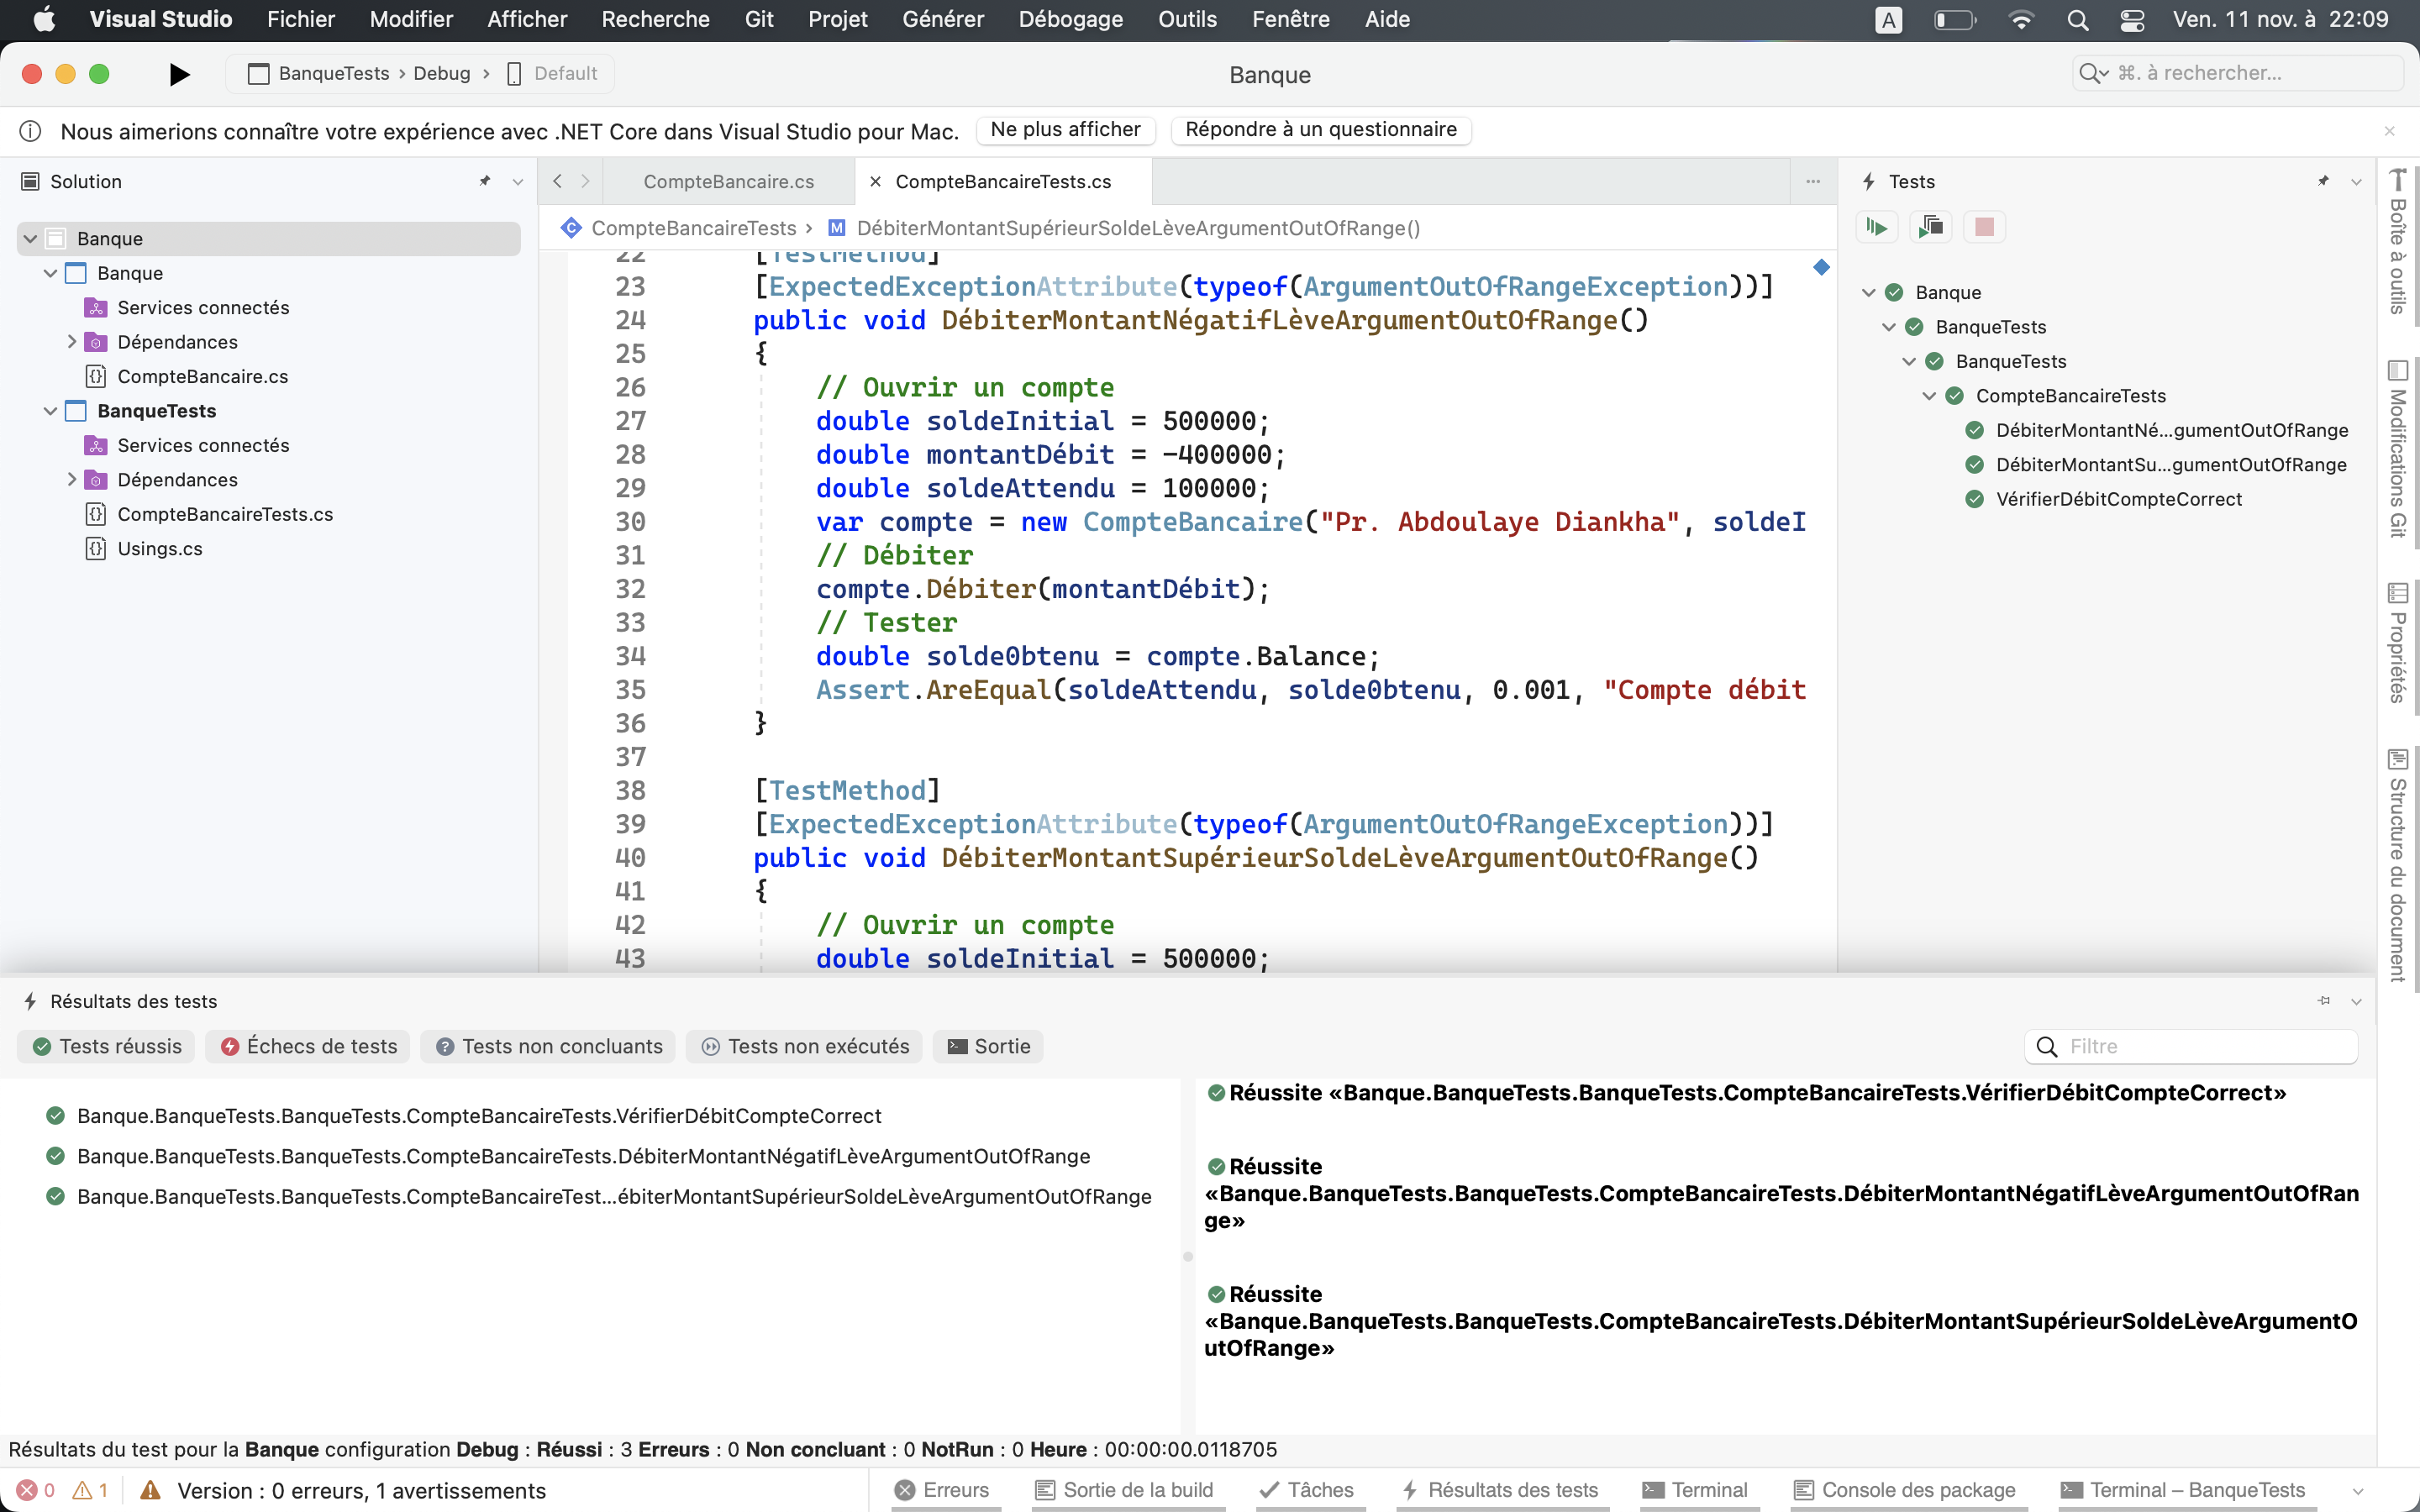 Visual Studio Fichier Modifier Afficher Recherche Git Projet Générer Débogage Outils Fenêtre Aide A Ven. 11 nov. à 22:09
BanqueTests › Debug › Default
Banque
⌘. à rechercher...
Nous aimerions connaître votre expérience avec .NET Core dans Visual Studio pour Mac. Ne plus afficher Répondre à un questionnaire
Solution
Banque
Banque
Services connectés
Dépendances
CompteBancaire.cs
BanqueTests
Services connectés
Dépendances
CompteBancaireTests.cs
Usings.cs
CompteBancaire.cs × CompteBancaireTests.cs
CompteBancaireTests › M DébiterMontantSupérieurSoldeLèveArgumentOutOfRange()
22 [TestMethod]
23 [ExpectedExceptionAttribute(typeof(ArgumentOutOfRangeException))]
24 public void DébiterMontantNégatifLèveArgumentOutOfRange()
25 {
26 // Ouvrir un compte
27 double soldeInitial = 500000;
28 double montantDébit = -400000;
29 double soldeAttendu = 100000;
30 var compte = new CompteBancaire("Pr. Abdoulaye Diankha", soldeI
31 // Débiter
32 compte.Débiter(montantDébit);
33 // Tester
34 double solde0btenu = compte.Balance;
35 Assert.AreEqual(soldeAttendu, solde0btenu, 0.001, "Compte débit
36 }
37
38 [TestMethod]
39 [ExpectedExceptionAttribute(typeof(ArgumentOutOfRangeException))]
40 public void DébiterMontantSupérieurSoldeLèveArgumentOutOfRange()
41 {
42 // Ouvrir un compte
43 double soldeInitial = 500000;
Tests
Banque
BanqueTests
BanqueTests
CompteBancaireTests
DébiterMontantNé...gumentOutOfRange
DébiterMontantSu...gumentOutOfRange
VérifierDébitCompteCorrect
Boîte à outils
Modifications Git
Propriétés
Structure du document
Résultats des tests
Tests réussis Échecs de tests Tests non concluants Tests non exécutés Sortie
Filtre
Banque.BanqueTests.BanqueTests.CompteBancaireTests.VérifierDébitCompteCorrect
Banque.BanqueTests.BanqueTests.CompteBancaireTests.DébiterMontantNégatifLèveArgumentOutOfRange
Banque.BanqueTests.BanqueTests.CompteBancaireTest...ébiterMontantSupérieurSoldeLèveArgumentOutOfRange
Réussite «Banque.BanqueTests.BanqueTests.CompteBancaireTests.VérifierDébitCompteCorrect»
Réussite
«Banque.BanqueTests.BanqueTests.CompteBancaireTests.DébiterMontantNégatifLèveArgumentOutOfRan
ge»
Réussite
«Banque.BanqueTests.BanqueTests.CompteBancaireTests.DébiterMontantSupérieurSoldeLèveArgumentO
utOfRange»
Résultats du test pour la Banque configuration Debug : Réussi : 3 Erreurs : 0 Non concluant : 0 NotRun : 0 Heure : 00:00:00.0118705
0 1 Version : 0 erreurs, 1 avertissements
Erreurs Sortie de la build Tâches Résultats des tests Terminal Console des package Terminal – BanqueTests